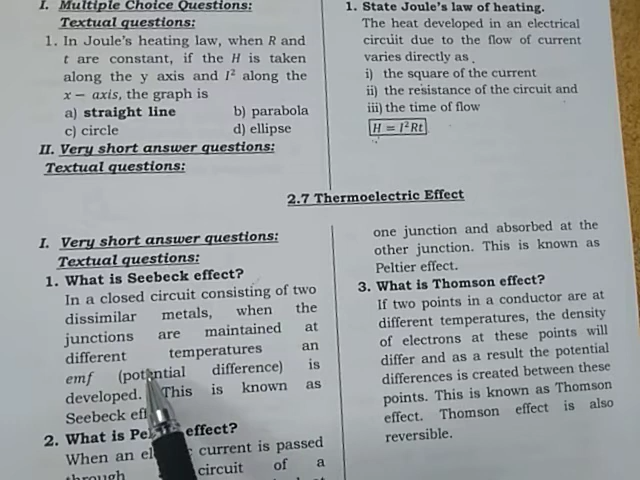 I. Multiple Choice Questions:
Textual questions:
1. In Joule's heating law, when R and
t are constant, if the H is taken
along the y axis and I² along the
x – axis, the graph is
a) straight line b) parabola
c) circle d) ellipse
II. Very short answer questions:
Textual questions:
1. State Joule's law of heating.
The heat developed in an electrical
circuit due to the flow of current
varies directly as
i) the square of the current
ii) the resistance of the circuit and
iii) the time of flow
H = I²Rt
2.7 Thermoelectric Effect
I. Very short answer questions:
Textual questions:
1. What is Seebeck effect?
In a closed circuit consisting of two
dissimilar metals, when the
junctions are maintained at
different temperatures an
emf (potential difference) is
developed. This is known as
Seebeck
2. What is effect?
When an current is passed
through circuit of a
one junction and absorbed at the
other junction. This is known as
Peltier effect.
3. What is Thomson effect?
If two points in a conductor are at
different temperatures, the density
of electrons at these points will
differ and as a result the potential
differences is created between these
points. This is known as Thomson
effect. Thomson effect is also
reversible.